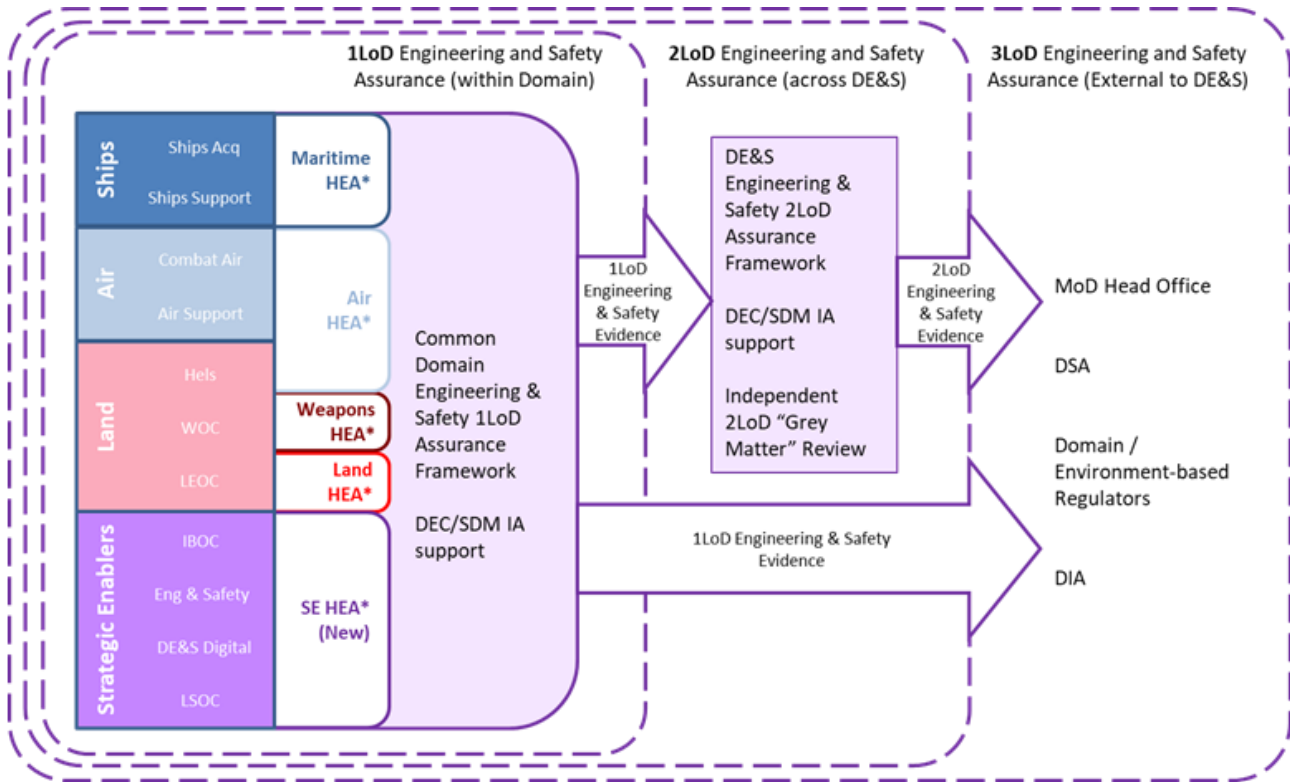 1LoD Engineering and Safety
Assurance (within Domain)
2LoD Engineering and Safety
Assurance (across DE&S)
3LoD Engineering and Safety
Assurance (External to DE&S)
Ships
Ships Acq
Ships Support
Maritime
HEA*
Air
Combat Air
Air Support
Air
HEA*
Land
Hels
WOC
LEOC
Weapons
HEA*
Land
HEA*
Strategic Enablers
IBOC
Eng & Safety
DE&S Digital
LSOC
SE HEA*
(New)
Common
Domain
Engineering &
Safety 1LoD
Assurance
Framework
DEC/SDM IA
support
1LoD
Engineering
& Safety
Evidence
DE&S
Engineering &
Safety 2LoD
Assurance
Framework
DEC/SDM IA
support
Independent
2LoD “Grey
Matter” Review
2LoD
Engineering
& Safety
Evidence
1LoD Engineering & Safety
Evidence
MoD Head Office
DSA
Domain /
Environment-based
Regulators
DIA